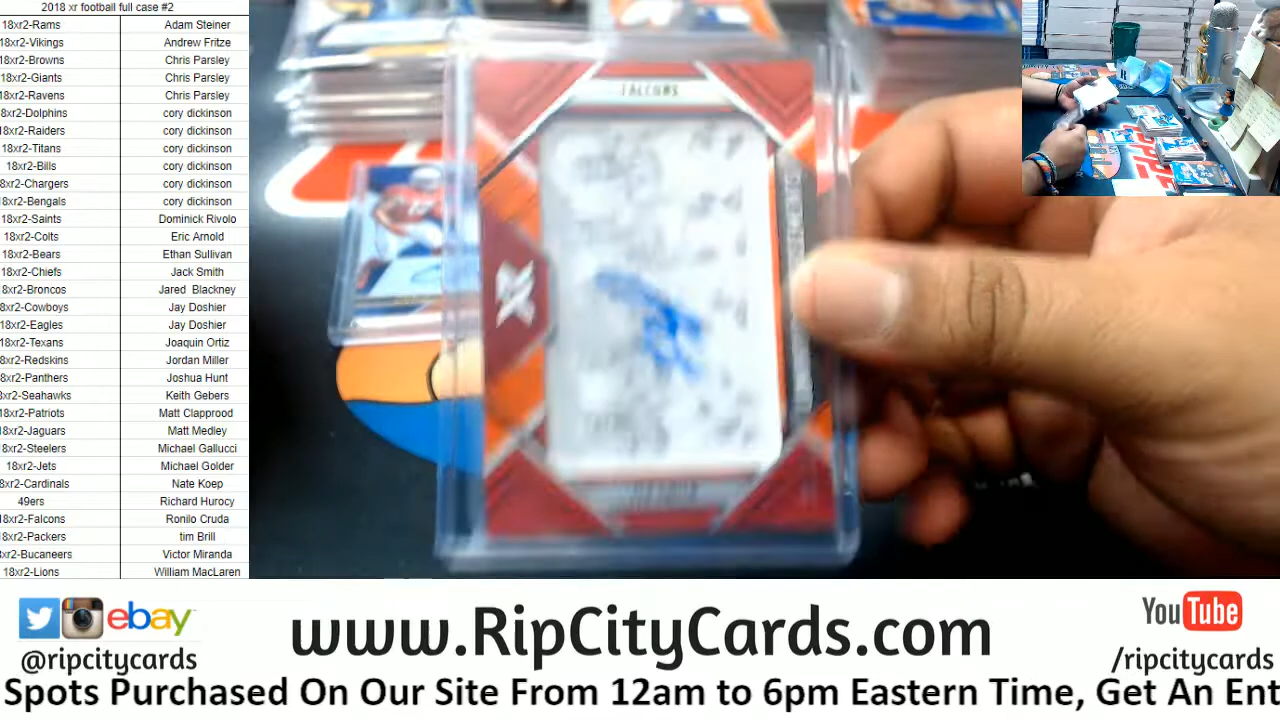 2018 xr football full case #2
18xr2-Rams Adam Steiner
18xr2-Vikings Andrew Fritze
18xr2-Browns Chris Parsley
18xr2-Giants Chris Parsley
18xr2-Ravens Chris Parsley
8xr2-Dolphins cory dickinson
18xr2-Raiders cory dickinson
18xr2-Titans cory dickinson
18xr2-Bills cory dickinson
8xr2-Chargers cory dickinson
18xr2-Bengals cory dickinson
18xr2-Saints Dominick Rivolo
18xr2-Colts Eric Arnold
18xr2-Bears Ethan Sullivan
18xr2-Chiefs Jack Smith
8xr2-Broncos Jared Blackney
8xr2-Cowboys Jay Doshier
18xr2-Eagles Jay Doshier
18xr2-Texans Joaquin Ortiz
8xr2-Redskins Jordan Miller
8xr2-Panthers Joshua Hunt
xr2-Seahawks Keith Gebers
8xr2-Patriots Matt Clapprood
8xr2-Jaguars Matt Medley
8xr2-Steelers Michael Gallucci
18xr2-Jets Michael Golder
8xr2-Cardinals Nate Koep
49ers Richard Hurocy
18xr2-Falcons Ronilo Cruda
8xr2-Packers tim Brill
xr2-Bucaneers Victor Miranda
18xr2-Lions William MacLaren
FALCONS
XR
ebay
@ripcitycards
www.RipCityCards.com
YouTube
/ripcitycards
Spots Purchased On Our Site From 12am to 6pm Eastern Time, Get An Ent